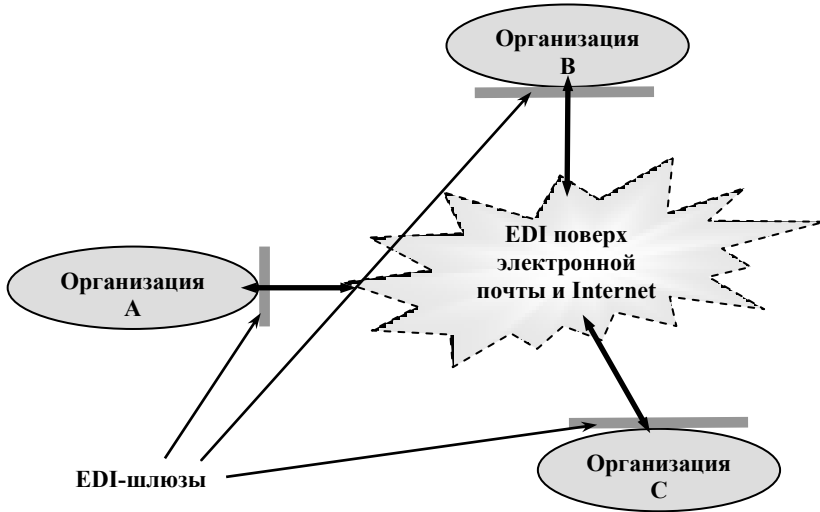 Организация
В
EDI поверх
электронной
почты и Internet
Организация
А
EDI-шлюзы
Организация
С